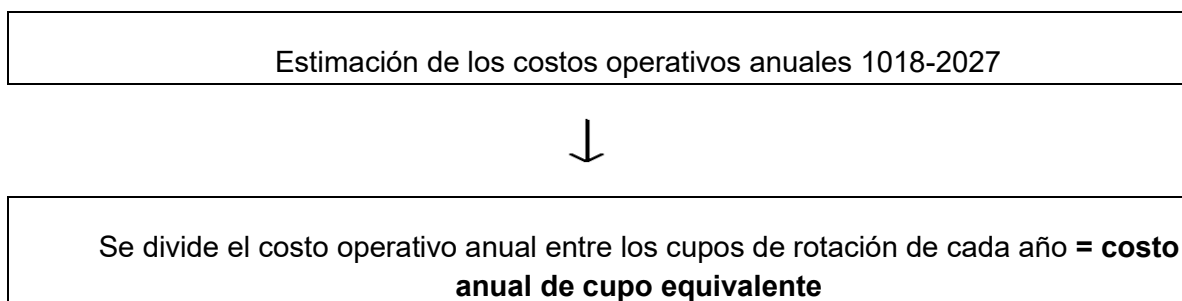 Estimación de los costos operativos anuales 1018-2027
Se divide el costo operativo anual entre los cupos de rotación de cada año = costo
anual de cupo equivalente